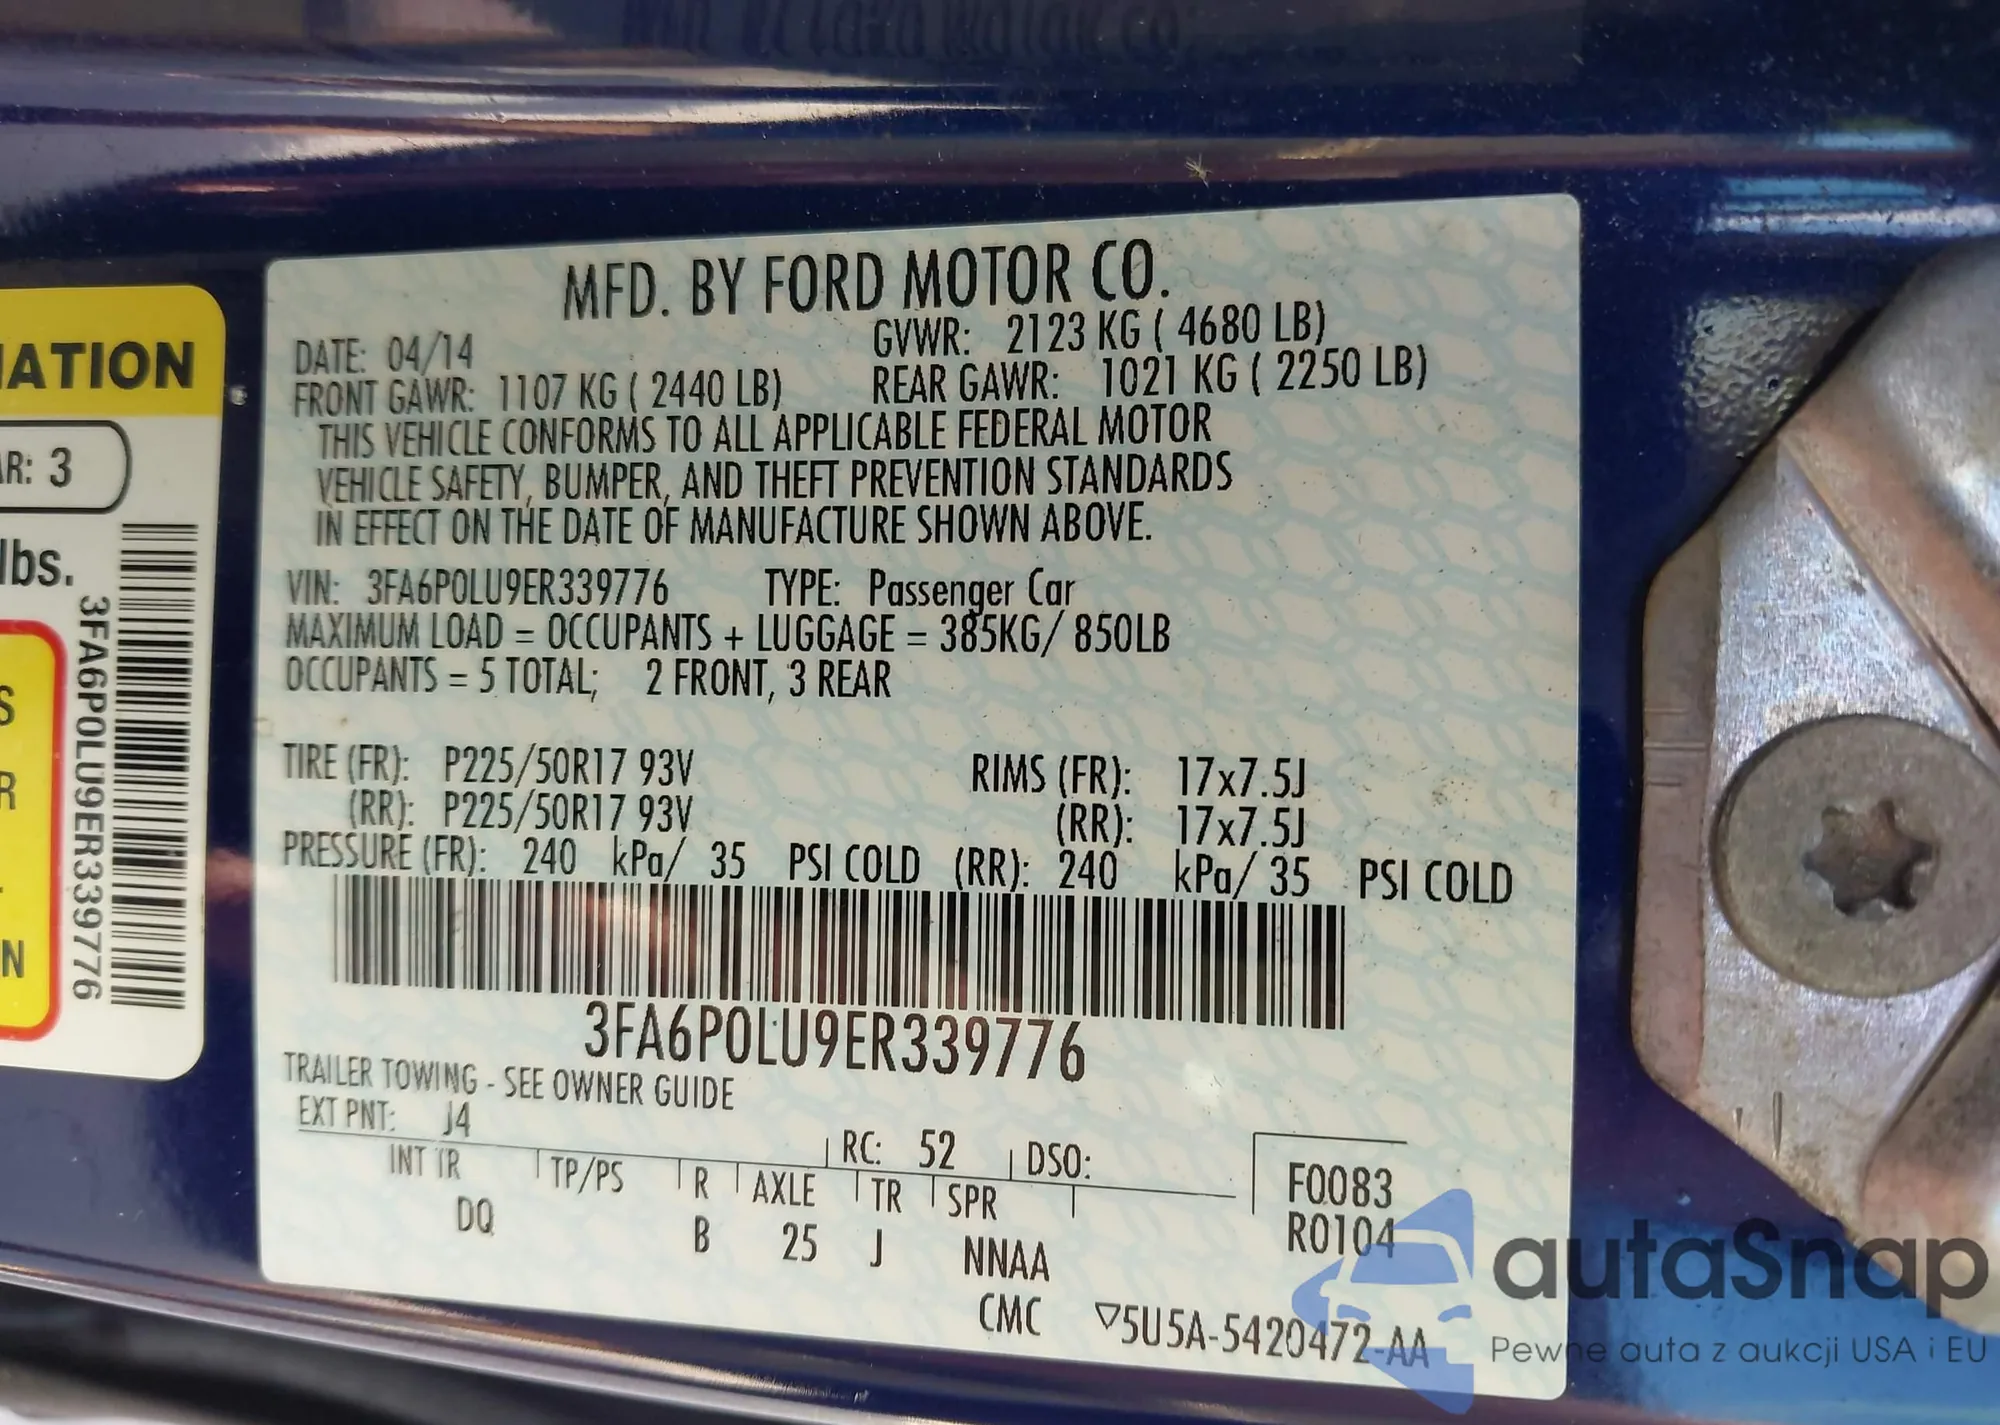 MFD. BY FORD MOTOR CO.
DATE: 04/14 GVWR: 2123 KG ( 4680 LB)
FRONT GAWR: 1107 KG ( 2440 LB) REAR GAWR: 1021 KG ( 2250 LB)
THIS VEHICLE CONFORMS TO ALL APPLICABLE FEDERAL MOTOR
VEHICLE SAFETY, BUMPER, AND THEFT PREVENTION STANDARDS
IN EFFECT ON THE DATE OF MANUFACTURE SHOWN ABOVE.
VIN: 3FA6P0LU9ER339776 TYPE: Passenger Car
MAXIMUM LOAD = OCCUPANTS + LUGGAGE = 385KG/ 850LB
OCCUPANTS = 5 TOTAL; 2 FRONT, 3 REAR
TIRE (FR): P225/50R17 93V RIMS (FR): 17x7.5J
(RR): P225/50R17 93V (RR): 17x7.5J
PRESSURE (FR): 240 kPa/ 35 PSI COLD (RR): 240 kPa/ 35 PSI COLD
3FA6P0LU9ER339776
TRAILER TOWING - SEE OWNER GUIDE
EXT PNT: J4 RC: 52 DSO:
INT TR TP/PS R AXLE TR SPR F0083
DQ B 25 J NNAA R0104
CMC ▽5U5A-5420472-AA
IATION
AR: 3
lbs.
S
R
N
3FA6P0LU9ER339776
autaSnap
Pewne auta z aukcji USA i EU